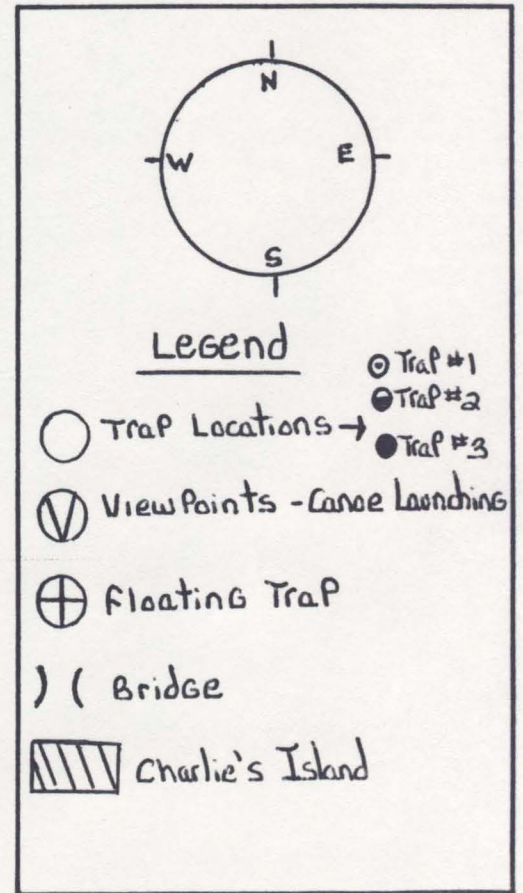 N
W E
S
Legend
Trap #1
Trap #2
Trap Locations →
Trap #3
V
View Points - Canoe Launching
Floating Trap
) ( Bridge
Charlie's Island